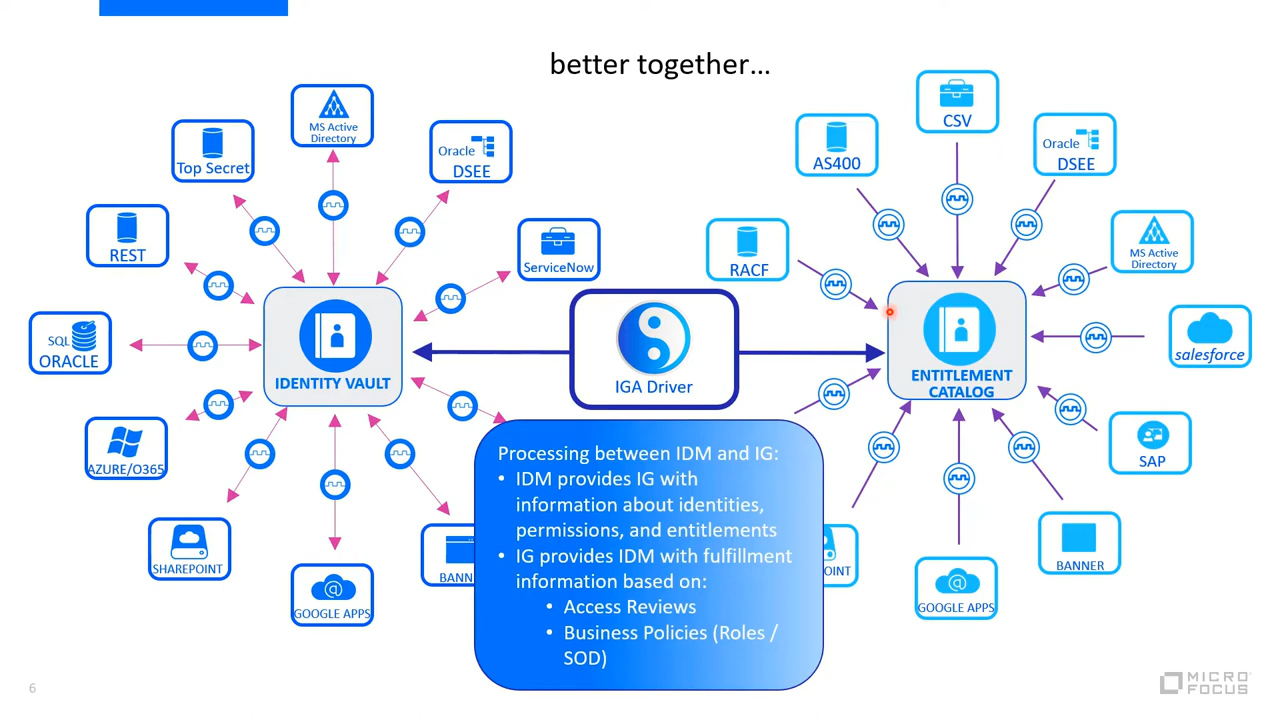 better together...
MS Active
Directory
Top Secret
Oracle
DSEE
REST
ServiceNow
SQL
ORACLE
IDENTITY VAULT
AZURE/O365
SHAREPOINT
GOOGLE APPS
BANN
IGA Driver
CSV
AS400
Oracle
DSEE
RACF
MS Active
Directory
salesforce
ENTITLEMENT
CATALOG
SAP
BANNER
GOOGLE APPS
OINT
Processing between IDM and IG:
• IDM provides IG with
information about identities,
permissions, and entitlements
• IG provides IDM with fulfillment
information based on:
• Access Reviews
• Business Policies (Roles /
SOD)
6
MICRO
FOCUS